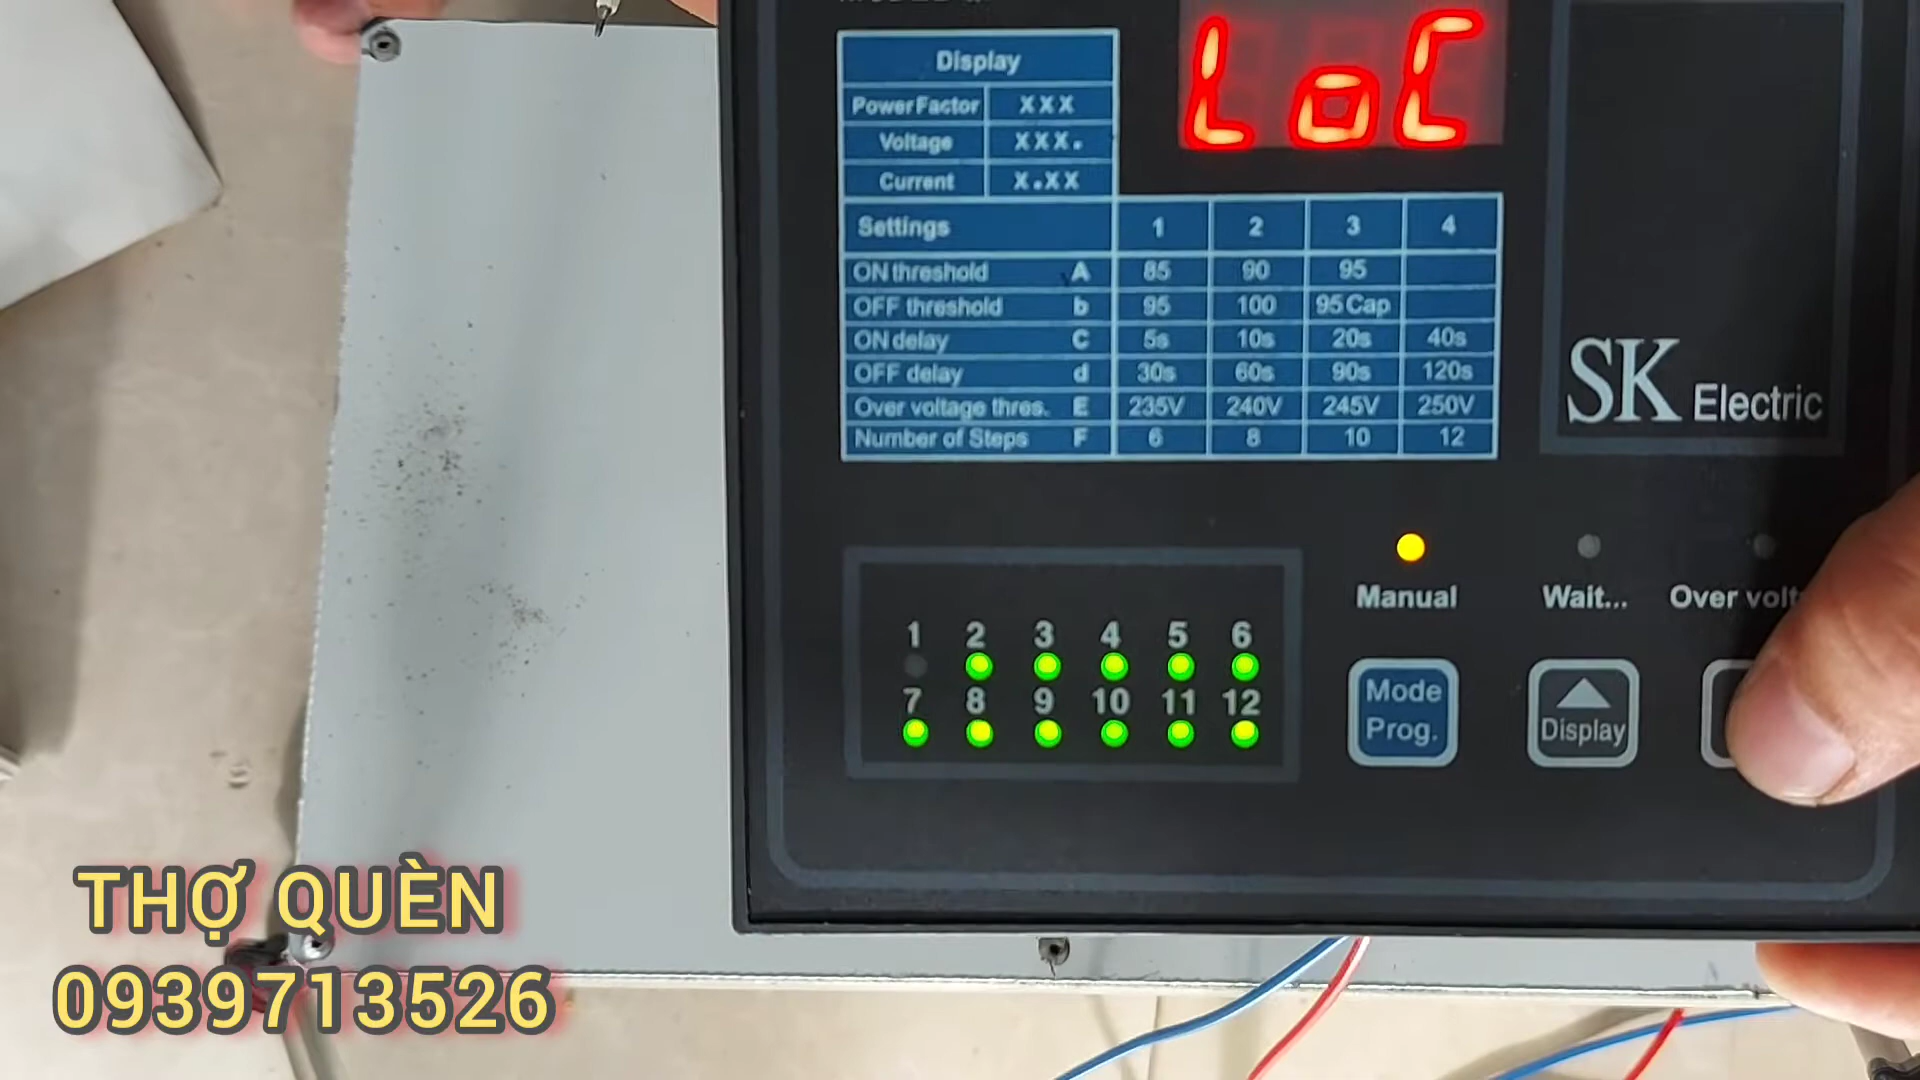 LoC
Display
Power Factor XXX
Voltage XXX.
Current X.XX
Settings 1 2 3 4
ON threshold A 85 90 95
OFF threshold b 95 100 95 Cap
ON delay C 5s 10s 20s 40s
OFF delay d 30s 60s 90s 120s
Over voltage thres. E 235V 240V 245V 250V
Number of Steps F 6 8 10 12
SK Electric
Manual Wait... Over
1 2 3 4 5 6
7 8 9 10 11 12
Mode
Prog.
Display
THỢ QUÈN
0939713526